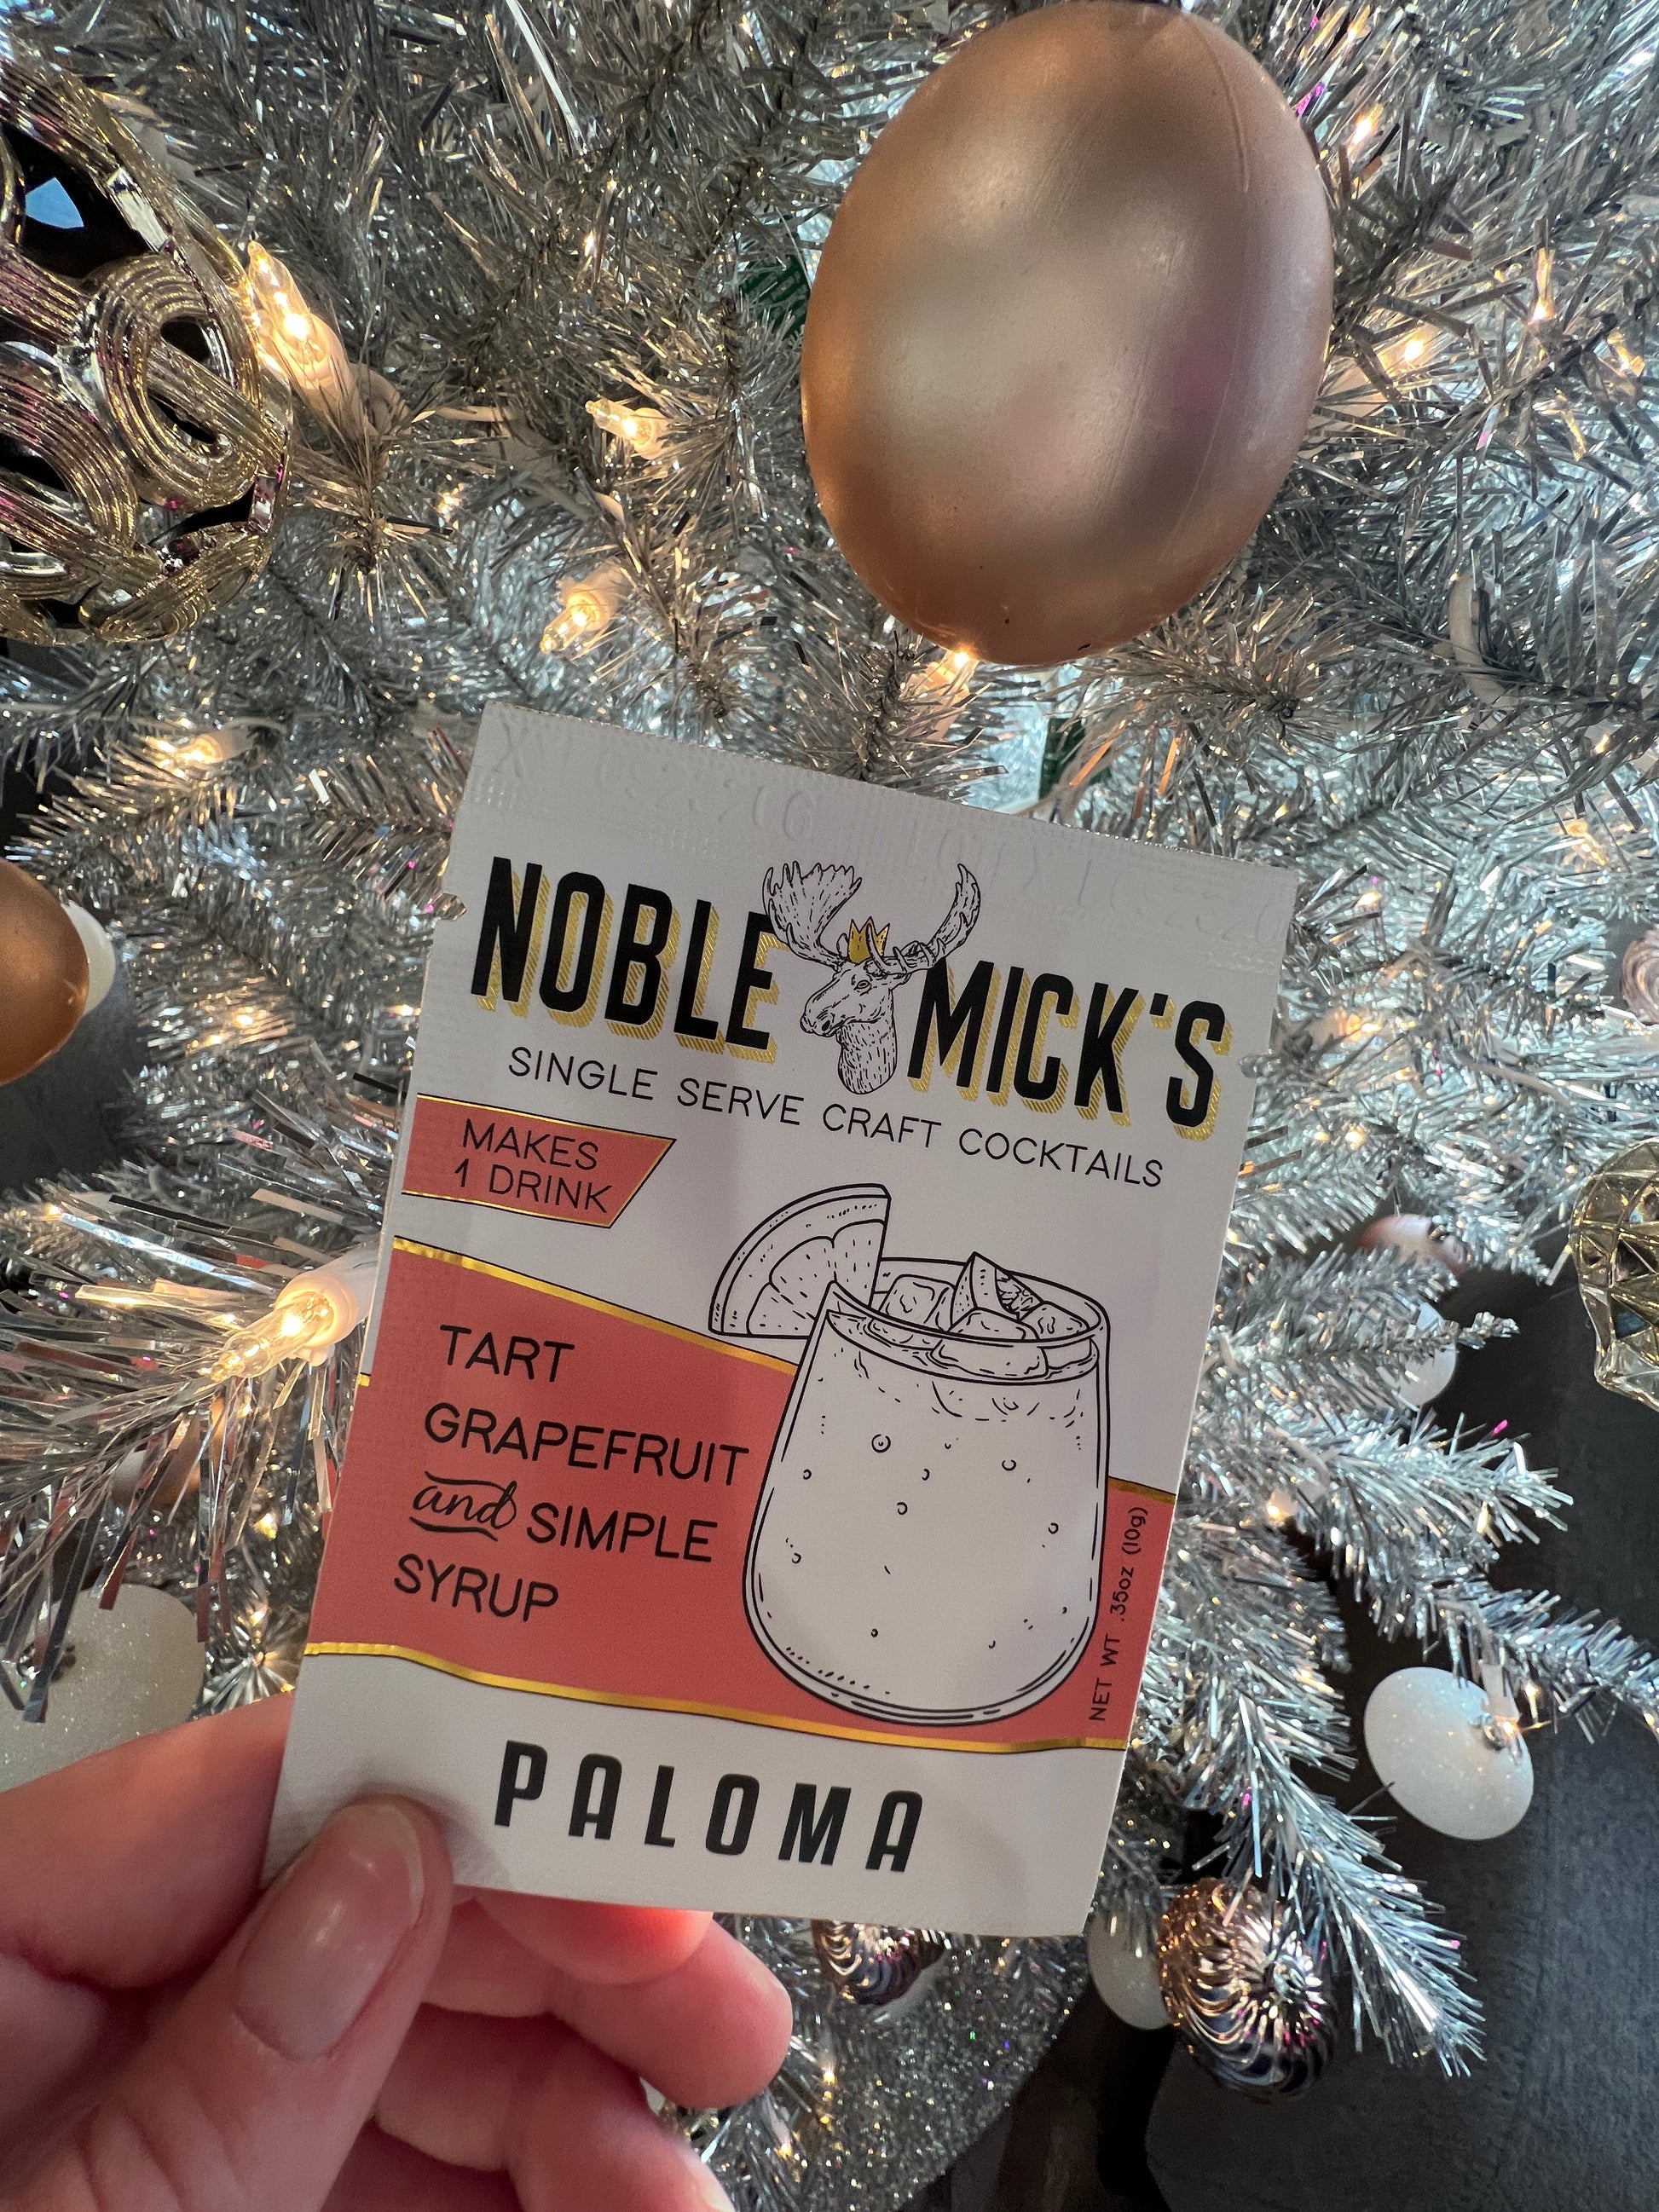 NOBLE MICK'S
SINGLE SERVE CRAFT COCKTAILS
MAKES
1 DRINK
TART
GRAPEFRUIT
and SIMPLE
SYRUP
NET WT .35oz (10g)
PALOMA